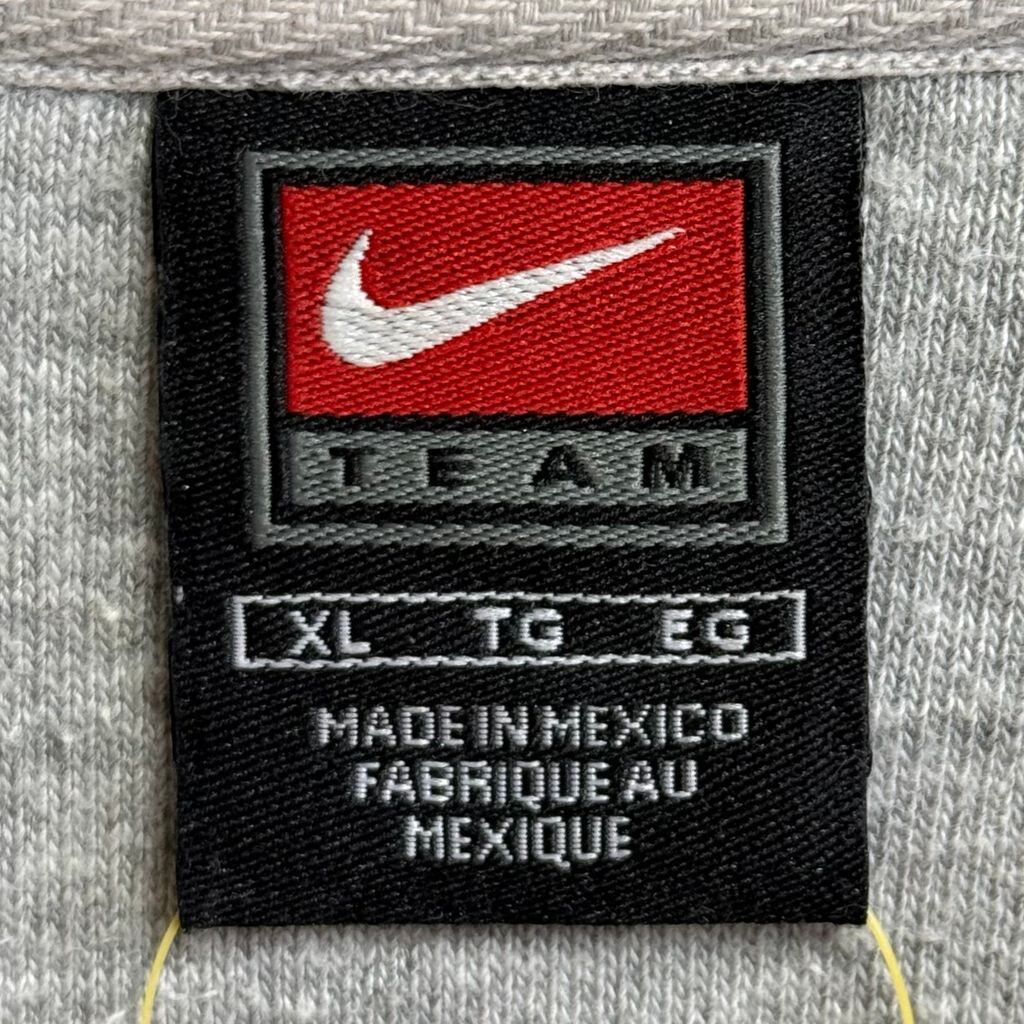 TEAM
XL TG EG
MADE IN MEXICO
FABRIQUE AU
MEXIQUE